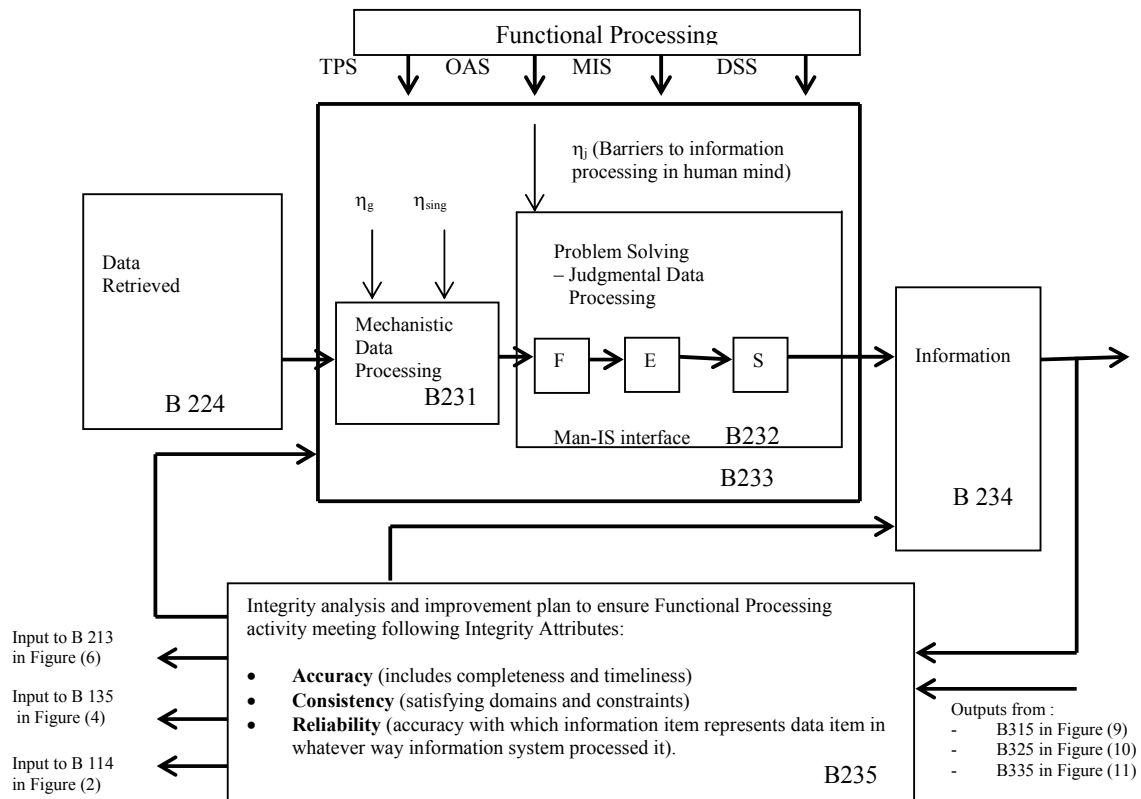 Functional Processing
TPS OAS MIS DSS
ηj (Barriers to information
processing in human mind)
ηg ηsing
Data
Retrieved
B 224
Problem Solving
– Judgmental Data
Processing
Mechanistic
Data
Processing
B231
F E S
Man-IS interface B232
B233
Information
B 234
Integrity analysis and improvement plan to ensure Functional Processing
activity meeting following Integrity Attributes:
• Accuracy (includes completeness and timeliness)
• Consistency (satisfying domains and constraints)
• Reliability (accuracy with which information item represents data item in
whatever way information system processed it).
B235
Input to B 213
in Figure (6)
Input to B 135
in Figure (4)
Input to B 114
in Figure (2)
Outputs from :
- B315 in Figure (9)
- B325 in Figure (10)
- B335 in Figure (11)